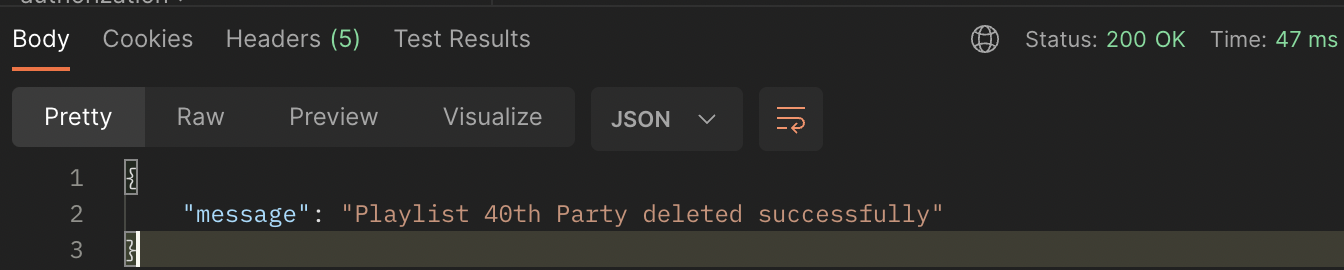 Body Cookies Headers (5) Test Results Status: 200 OK Time: 47 ms
Pretty Raw Preview Visualize JSON
1 {
2 "message": "Playlist 40th Party deleted successfully"
3 }